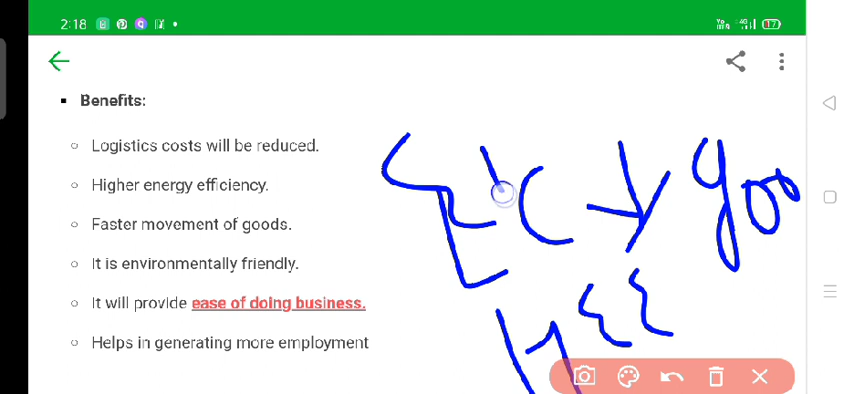 2:18
17
Benefits:
Logistics costs will be reduced.
Higher energy efficiency.
Faster movement of goods.
It is environmentally friendly.
It will provide ease of doing business.
Helps in generating more employment